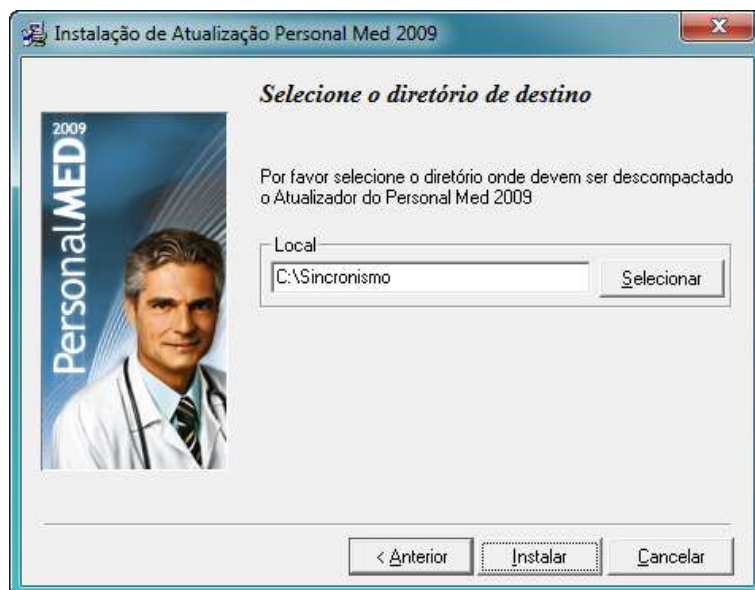 Instalação de Atualização Personal Med 2009
Selecione o diretório de destino
2009
PersonalMED
Por favor selecione o diretório onde devem ser descompactado
o Atualizador do Personal Med 2009
Local
C:\Sincronismo
Selecionar
< Anterior
Instalar
Cancelar